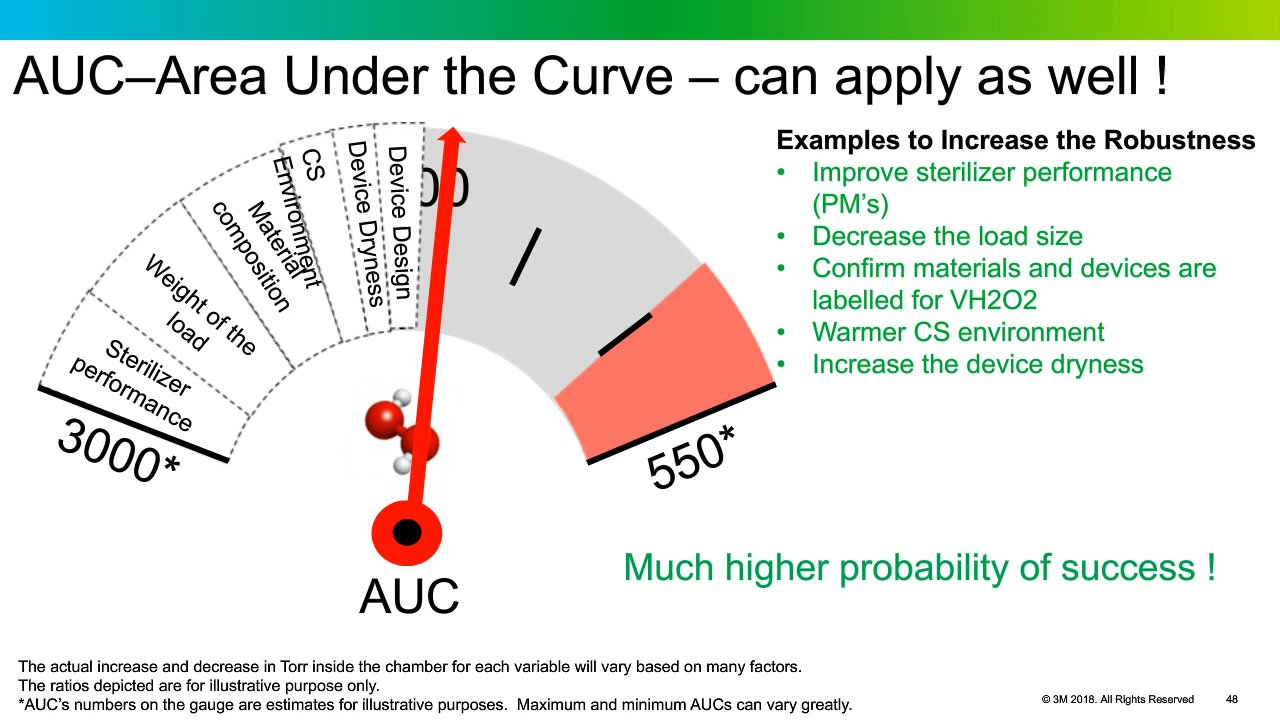 AUC–Area Under the Curve – can apply as well !
Sterilizer
performance
Weight of the
load
Material
composition
CS
Environment
Device Dryness
Device Design
00
3000*
550*
AUC
Examples to Increase the Robustness
• Improve sterilizer performance
(PM's)
• Decrease the load size
• Confirm materials and devices are
labelled for VH2O2
• Warmer CS environment
• Increase the device dryness
Much higher probability of success !
The actual increase and decrease in Torr inside the chamber for each variable will vary based on many factors.
The ratios depicted are for illustrative purpose only.
*AUC's numbers on the gauge are estimates for illustrative purposes. Maximum and minimum AUCs can vary greatly.
© 3M 2018. All Rights Reserved
48